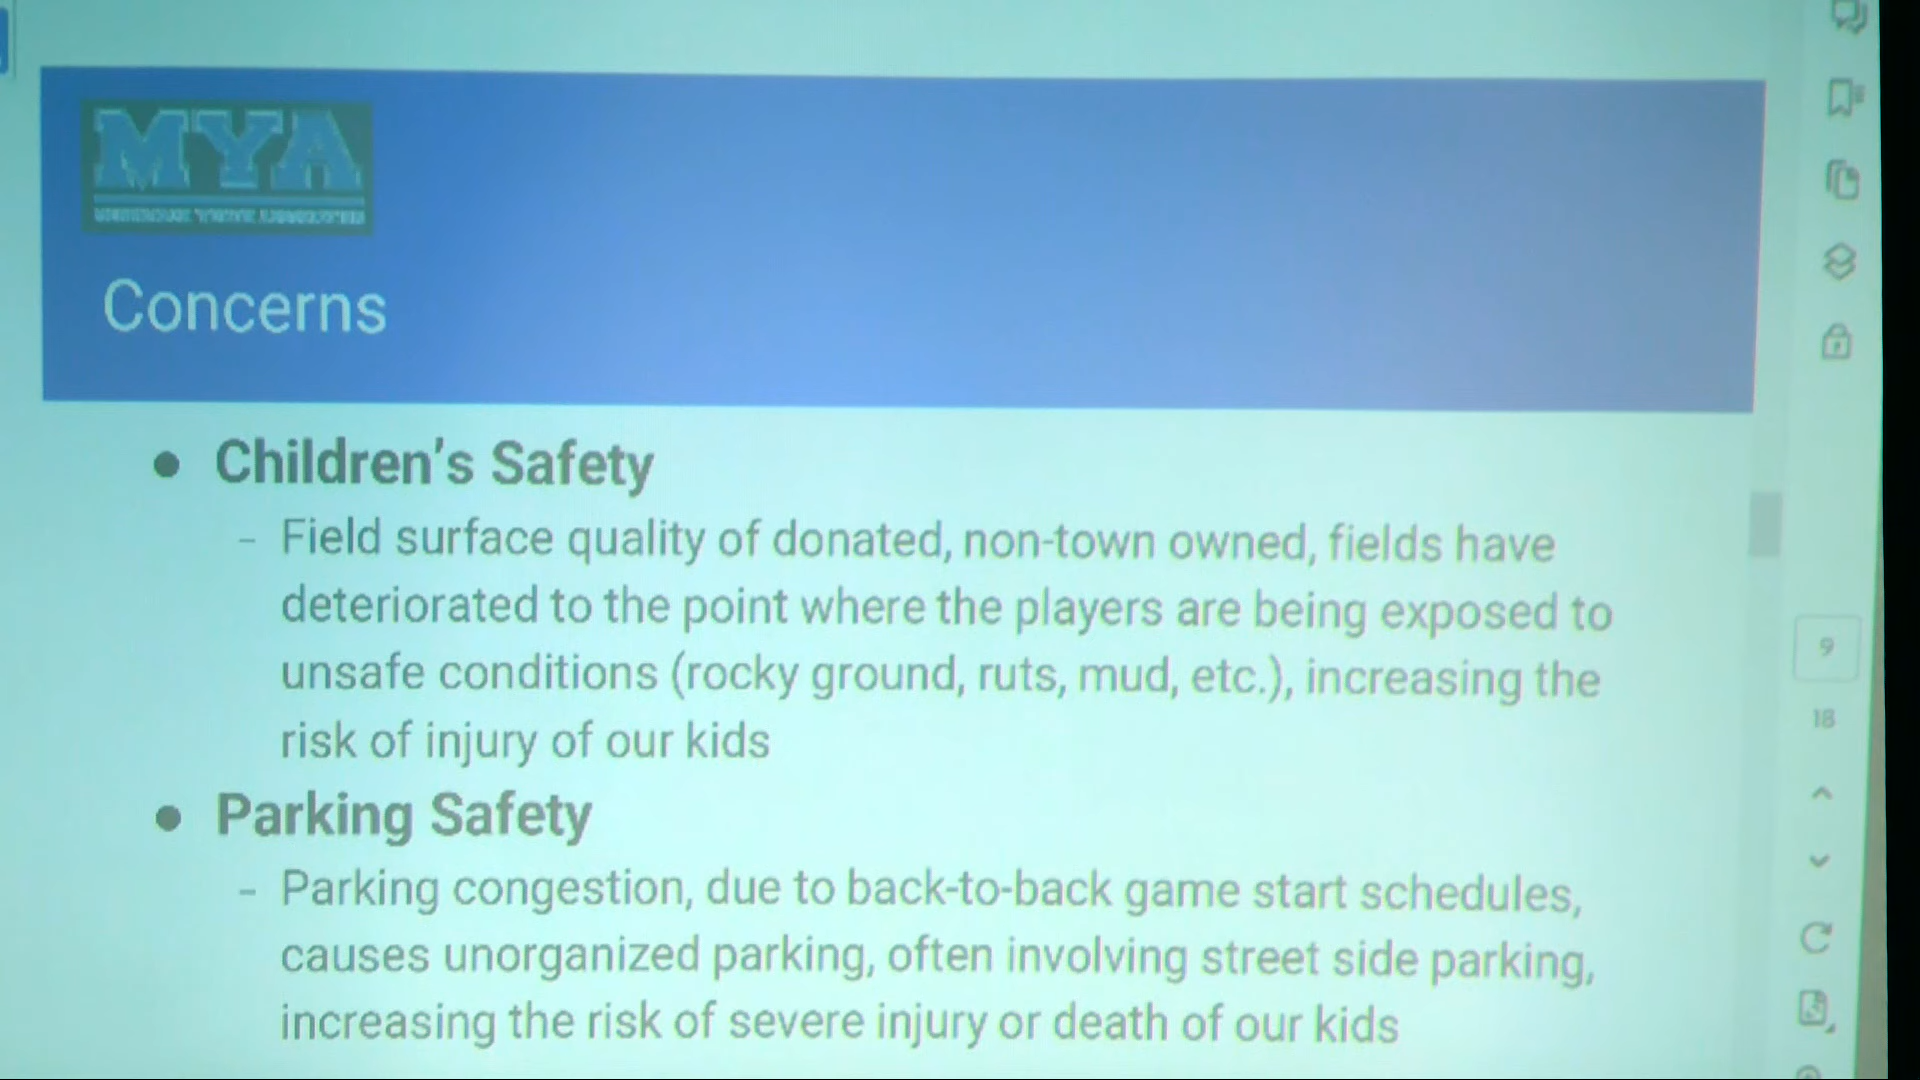 MYA
Concerns
● Children's Safety
- Field surface quality of donated, non-town owned, fields have
deteriorated to the point where the players are being exposed to
unsafe conditions (rocky ground, ruts, mud, etc.), increasing the
risk of injury of our kids
● Parking Safety
- Parking congestion, due to back-to-back game start schedules,
causes unorganized parking, often involving street side parking,
increasing the risk of severe injury or death of our kids
9
18